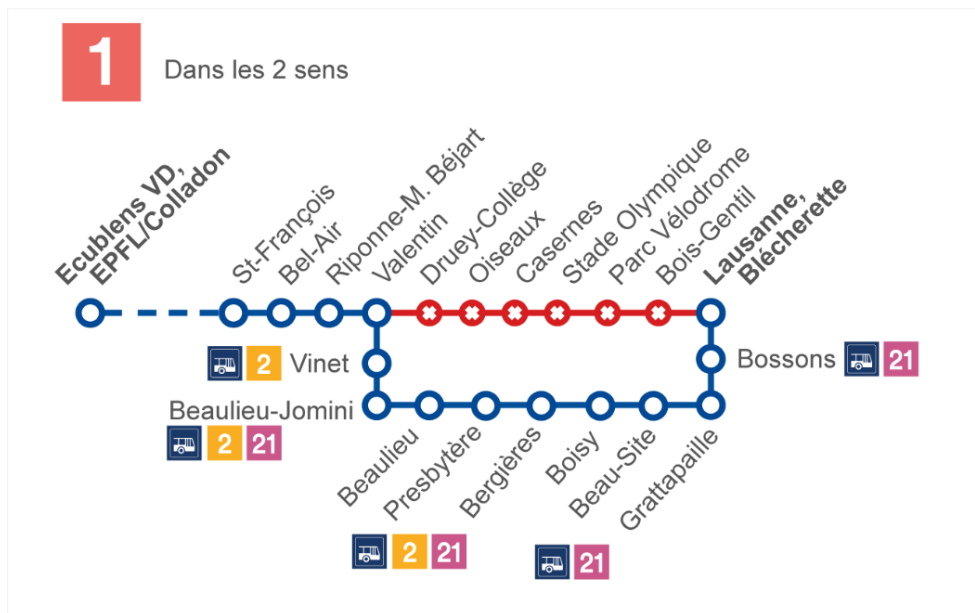 1
Dans les 2 sens
Ecublens VD,
EPFL/Colladon
St-François
Bel-Air
Riponne-M. Béjart
Valentin
Druey-Collège
Oiseaux
Casernes
Stade Olympique
Parc Vélodrome
Bois-Gentil
Lausanne,
Blécherette
2 Vinet
Bossons 21
Beaulieu-Jomini
2 21
Beaulieu
Presbytère
Bergières
Boisy
Beau-Site
Grattapaille
2 21
21